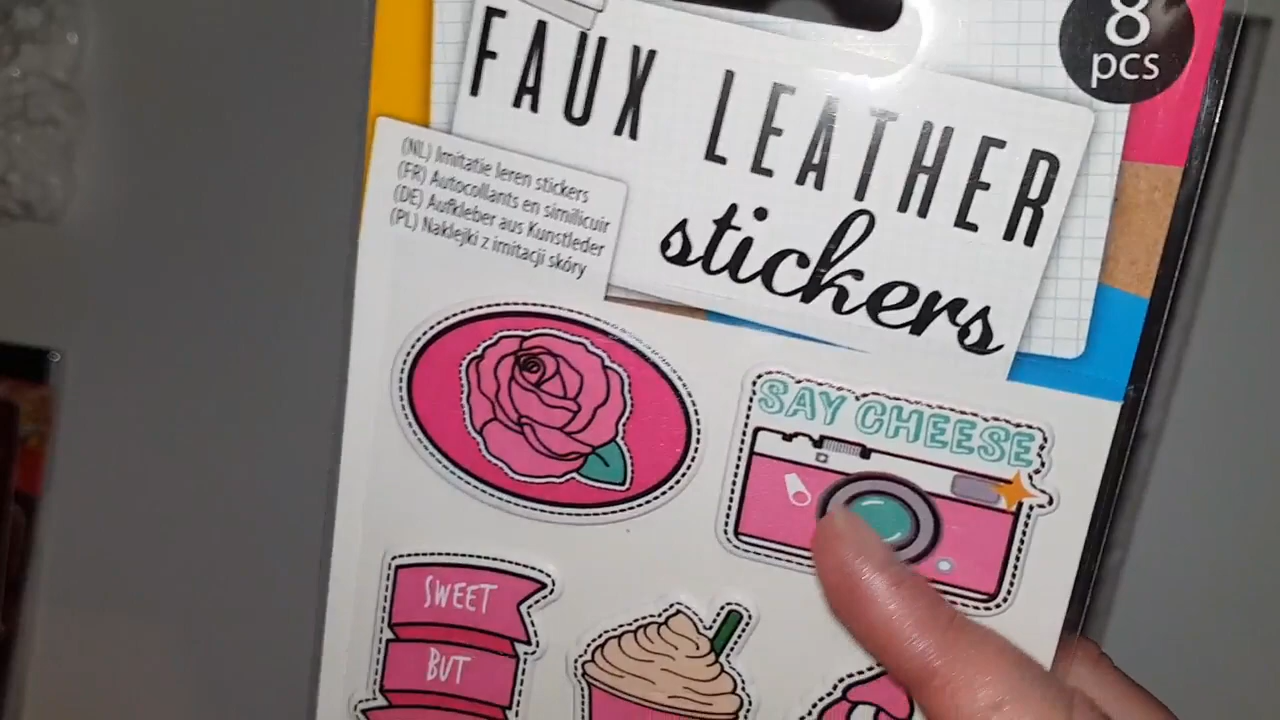 8
pcs
FAUX LEATHER
stickers
(NL) Imitatie leren stickers
(FR) Autocollants en similicuir
(DE) Aufkleber aus Kunstleder
(PL) Naklejki z imitacji skóry
SAY CHEESE
SWEET
BUT